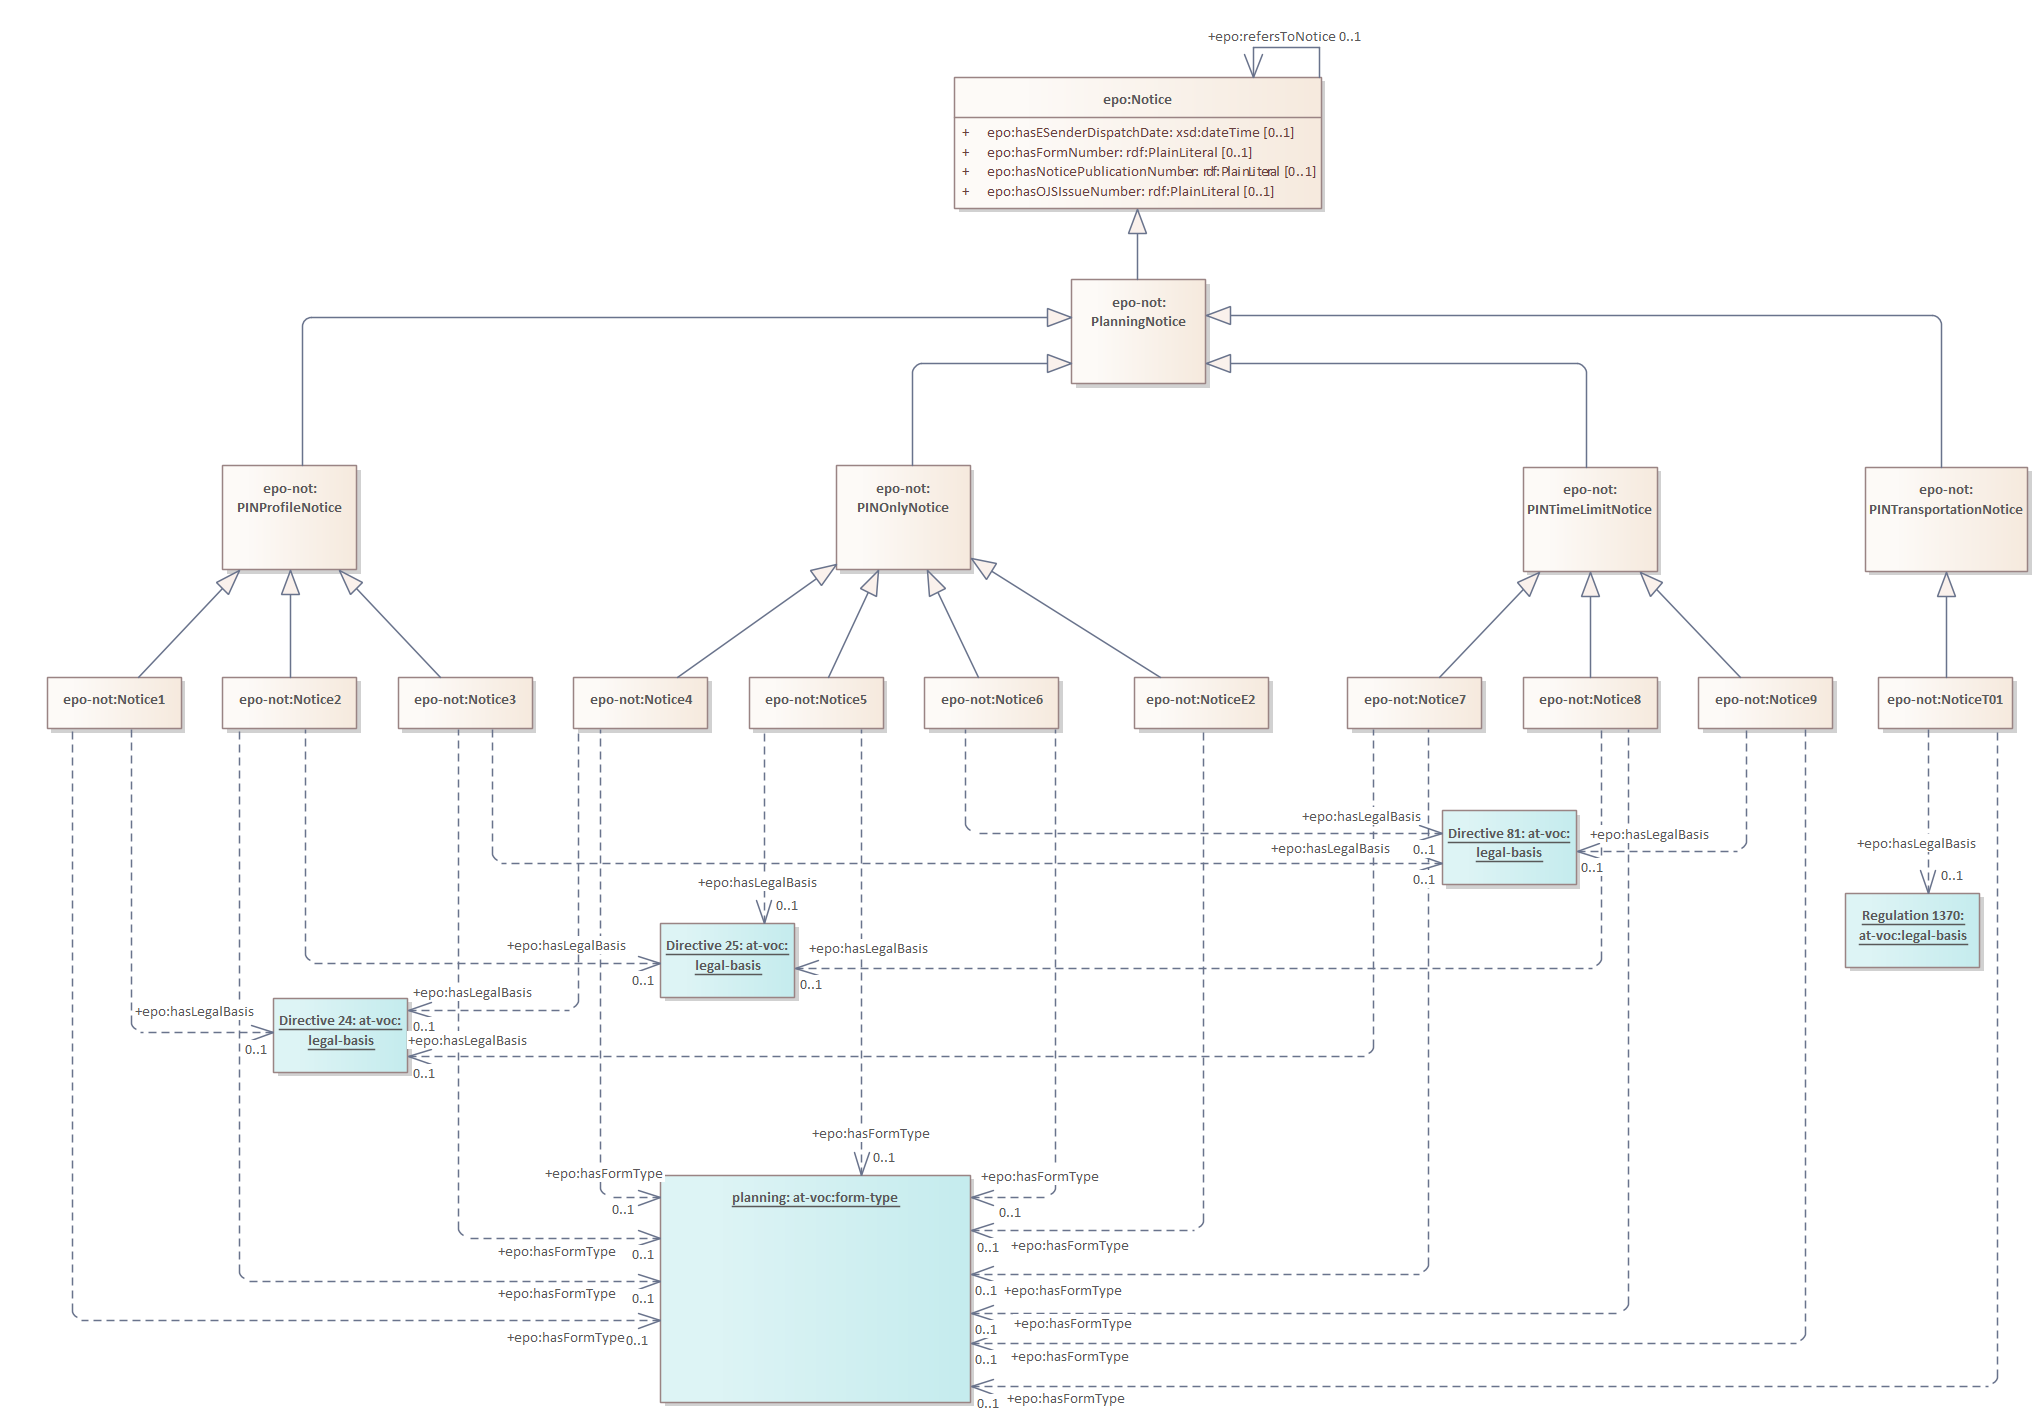 +epo:refersToNotice 0..1
epo:Notice
+ epo:hasESenderDispatchDate: xsd:dateTime [0..1]
+ epo:hasFormNumber: rdf:PlainLiteral [0..1]
+ epo:hasNoticePublicationNumber: rdf:PlainLiteral [0..1]
+ epo:hasOJSIssueNumber: rdf:PlainLiteral [0..1]
epo-not:
PlanningNotice
epo-not:
PINProfileNotice
epo-not:
PINOnlyNotice
epo-not:
PINTimeLimitNotice
epo-not:
PINTransportationNotice
epo-not:Notice1
epo-not:Notice2
epo-not:Notice3
epo-not:Notice4
epo-not:Notice5
epo-not:Notice6
epo-not:NoticeE2
epo-not:Notice7
epo-not:Notice8
epo-not:Notice9
epo-not:NoticeT01
+epo:hasLegalBasis
0..1
+epo:hasLegalBasis
0..1
Directive 81: at-voc:
legal-basis
+epo:hasLegalBasis
0..1
+epo:hasLegalBasis
0..1
Regulation 1370:
at-voc:legal-basis
+epo:hasLegalBasis
0..1
+epo:hasLegalBasis
0..1
Directive 25: at-voc:
legal-basis
+epo:hasLegalBasis
0..1
+epo:hasLegalBasis
0..1
+epo:hasLegalBasis
0..1
Directive 24: at-voc:
legal-basis
+epo:hasLegalBasis
0..1
+epo:hasFormType
0..1
+epo:hasFormType
0..1
planning: at-voc:form-type
+epo:hasFormType
0..1
+epo:hasFormType
0..1
0..1
+epo:hasFormType
+epo:hasFormType
0..1
0..1
+epo:hasFormType
+epo:hasFormType
0..1
0..1
+epo:hasFormType
0..1
+epo:hasFormType
0..1
+epo:hasFormType